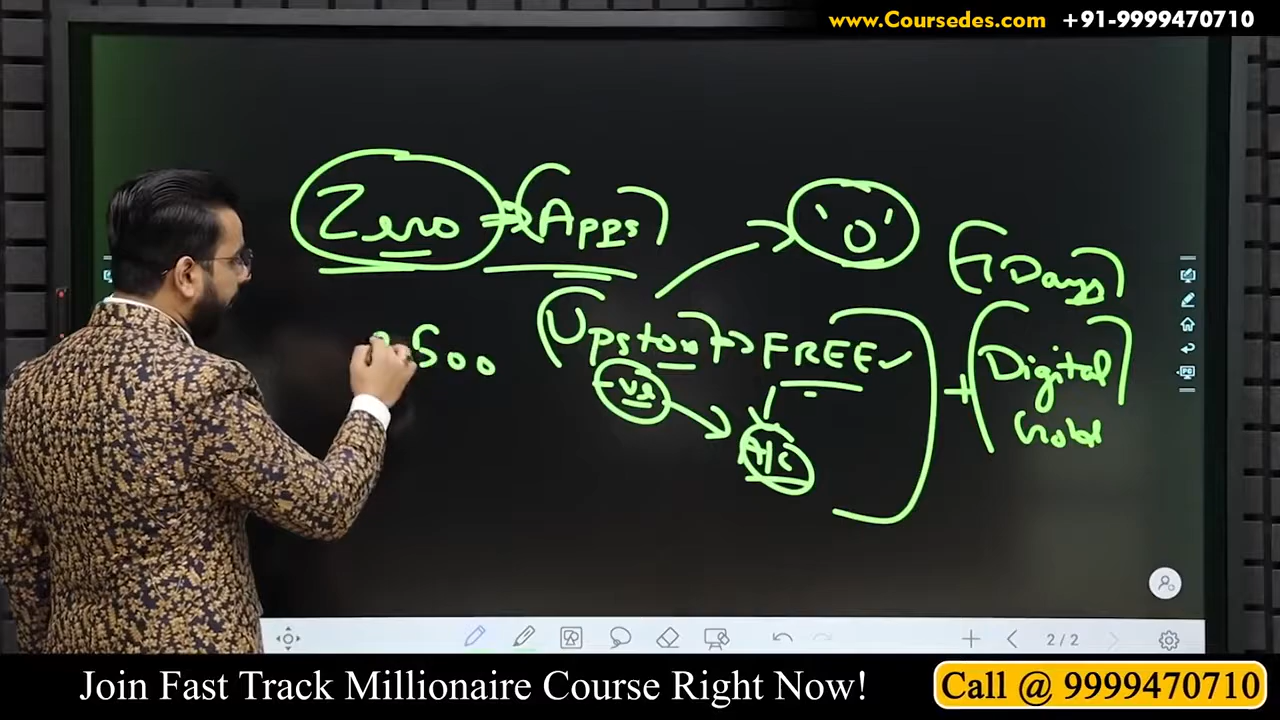 www.Coursedes.com +91-9999470710
Zero Apps '0'
7 Days
500
Upstox FREE
Digital
-ve
Gold
A/c
2/2
Join Fast Track Millionaire Course Right Now!
Call @ 9999470710